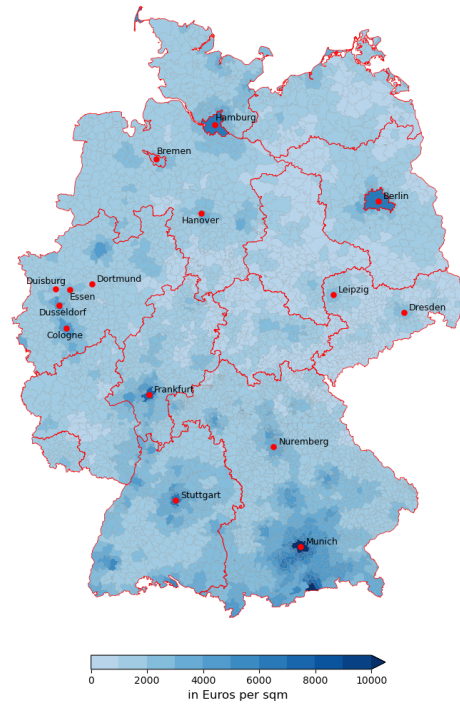 Hamburg
Bremen
Berlin
Hanover
Duisburg
Dortmund
Essen
Leipzig
Dusseldorf
Dresden
Cologne
Frankfurt
Nuremberg
Stuttgart
Munich
0 2000 4000 6000 8000 10000
in Euros per sqm